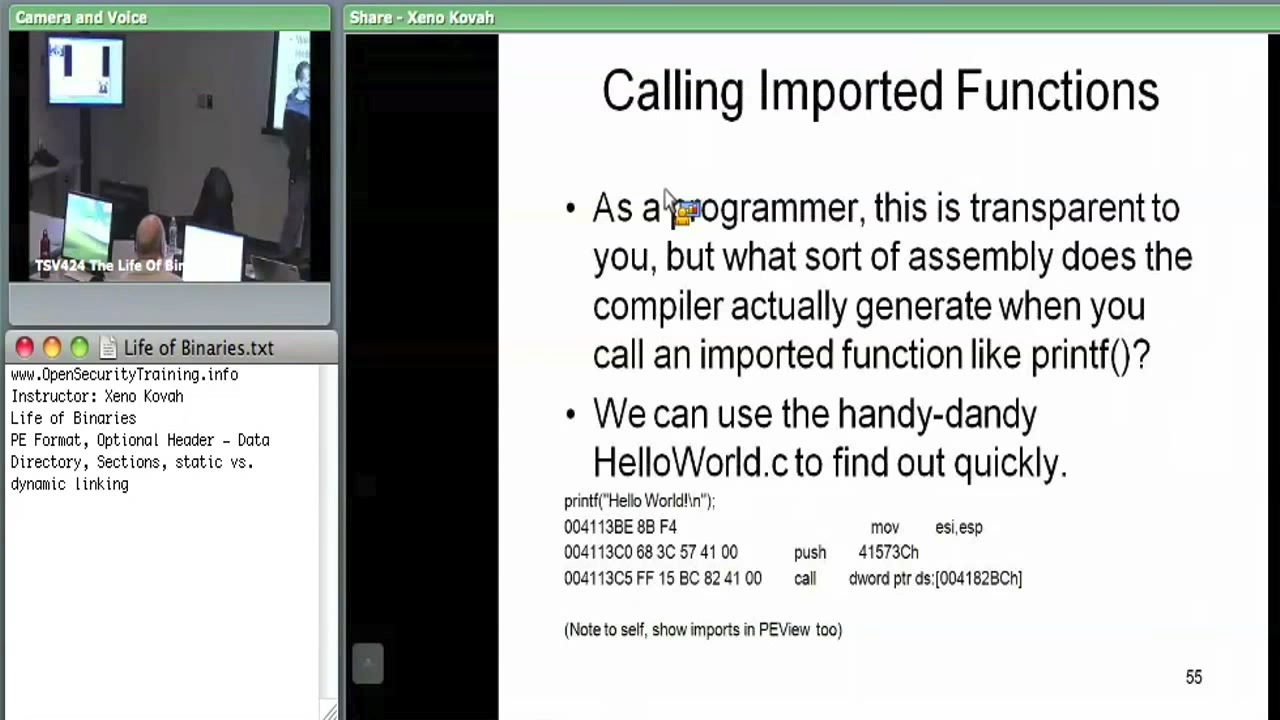 Camera and Voice
TSV424 The Life Of Bin
Life of Binaries.txt
www.OpenSecurityTraining.info
Instructor: Xeno Kovah
Life of Binaries
PE Format, Optional Header – Data
Directory, Sections, static vs.
dynamic linking
Share - Xeno Kovah
Calling Imported Functions
• As a programmer, this is transparent to
you, but what sort of assembly does the
compiler actually generate when you
call an imported function like printf()?
• We can use the handy-dandy
HelloWorld.c to find out quickly.
printf("Hello World!\n");
004113BE 8B F4 mov esi,esp
004113C0 68 3C 57 41 00 push 41573Ch
004113C5 FF 15 BC 82 41 00 call dword ptr ds:[004182BCh]
(Note to self, show imports in PEView too)
55